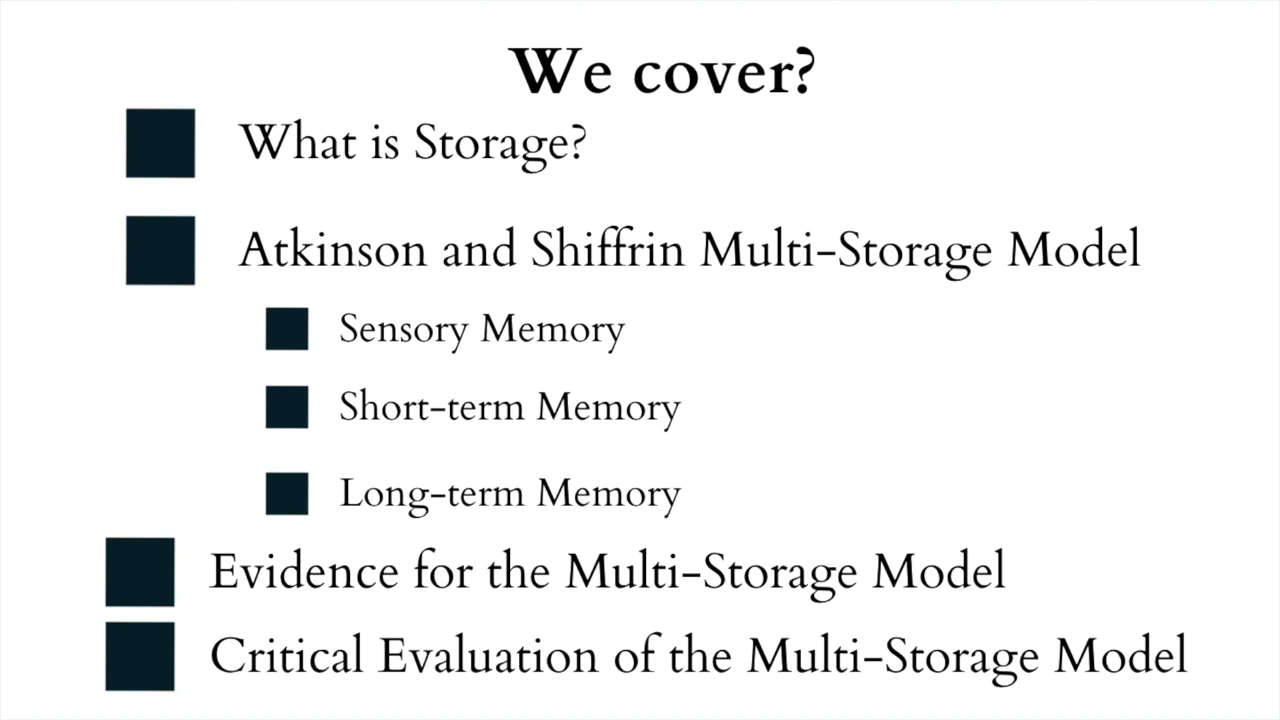 We cover?
What is Storage?
Atkinson and Shiffrin Multi-Storage Model
Sensory Memory
Short-term Memory
Long-term Memory
Evidence for the Multi-Storage Model
Critical Evaluation of the Multi-Storage Model